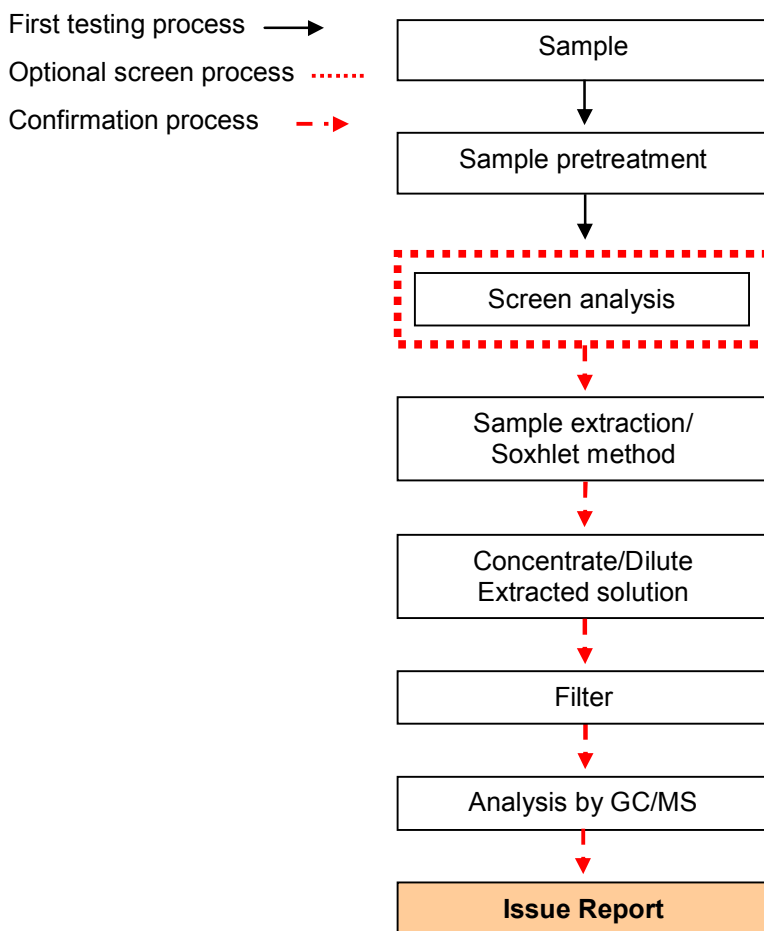 First testing process
Optional screen process
Confirmation process
Sample
Sample pretreatment
Screen analysis
Sample extraction/
Soxhlet method
Concentrate/Dilute
Extracted solution
Filter
Analysis by GC/MS
Issue Report